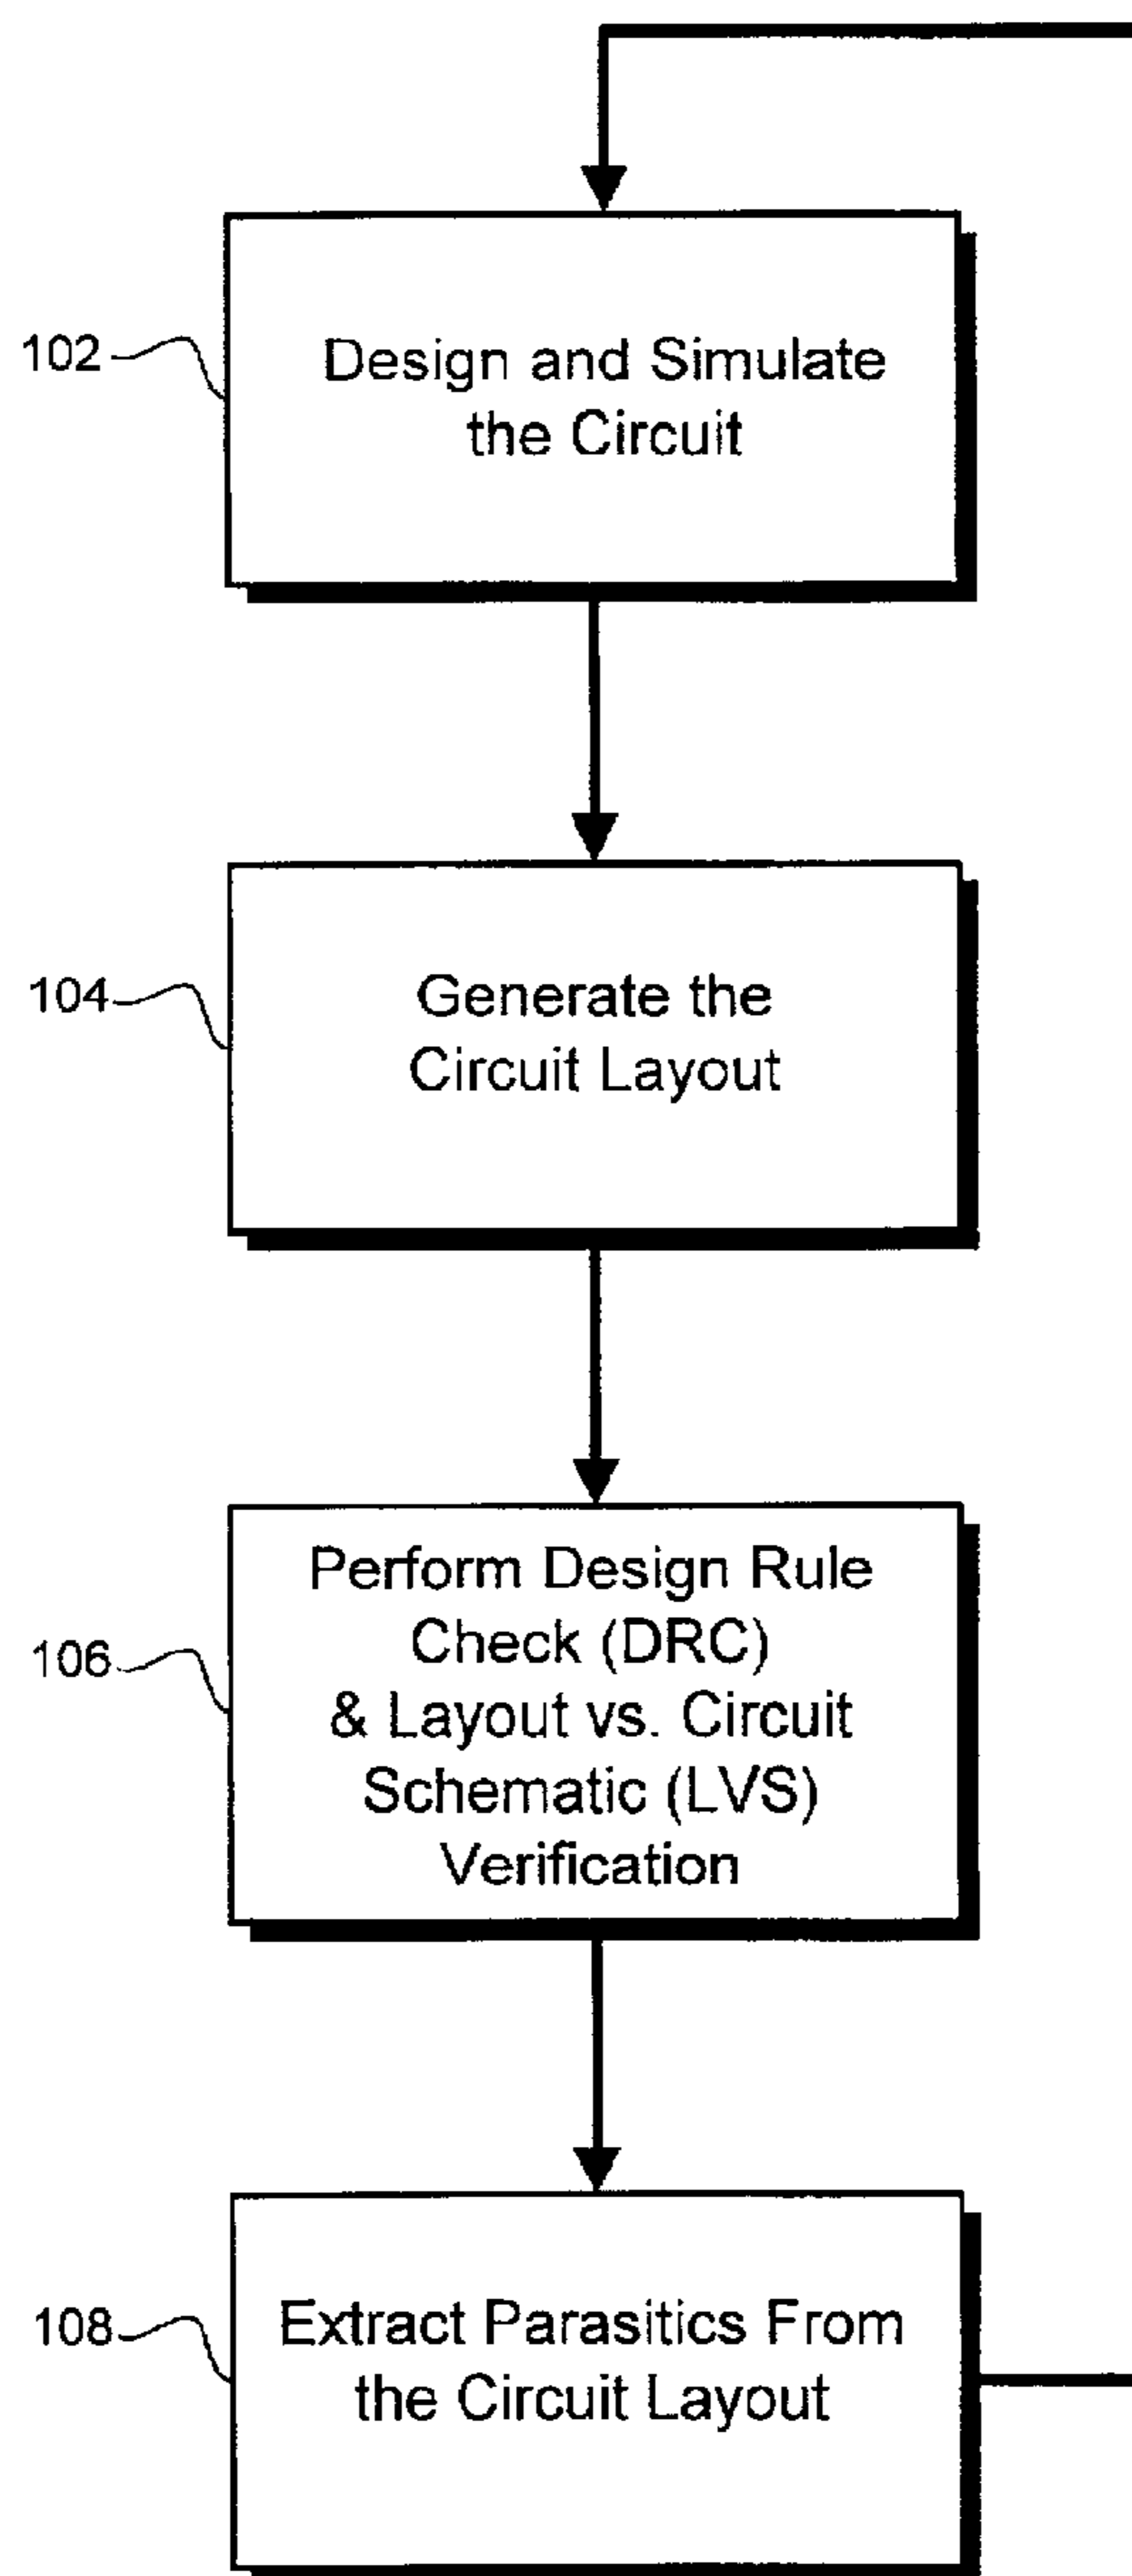 102
Design and Simulate
the Circuit
104
Generate the
Circuit Layout
106
Perform Design Rule
Check (DRC)
& Layout vs. Circuit
Schematic (LVS)
Verification
108
Extract Parasitics From
the Circuit Layout